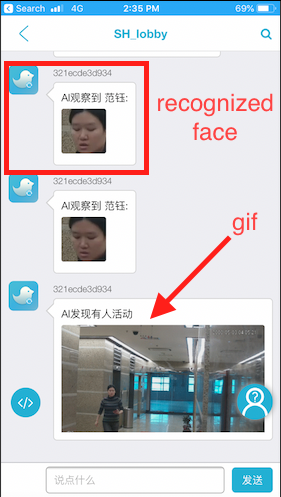 Search 4G 2:35 PM 69%
SH_lobby
321ecde3d934
AI观察到 范钰:
recognized
face
321ecde3d934
AI观察到 范钰:
gif
321ecde3d934
AI发现有人活动
</>
说点什么
发送